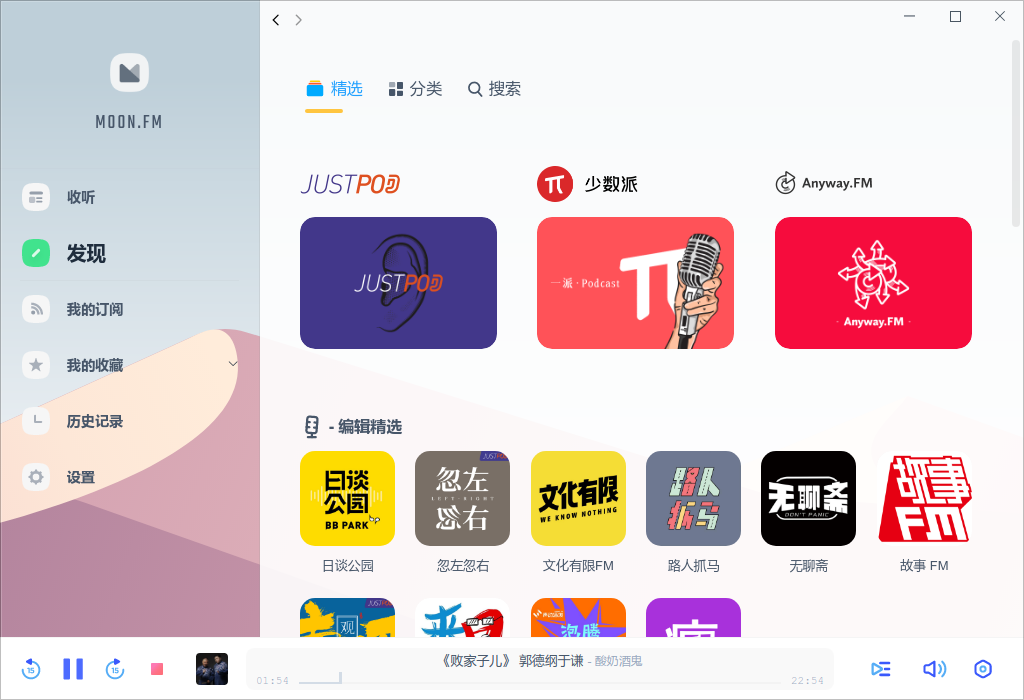 MOON.FM
收听
发现
我的订阅
我的收藏
历史记录
设置
精选 分类 搜索
JUSTPOD 少数派 Anyway.FM
JUSTPOD
一派·Podcast
Anyway.FM
- 编辑精选
日谈公园
BB PARK
JUSTPOD
忽左
LEFT·RIGHT
忽右
文化有限
WE KNOW NOTHING
路人抓马
无聊斋
DON'T PANIC
故事FM
日谈公园 忽左忽右 文化有限FM 路人抓马 无聊斋 故事 FM
JUSTPOD
观
15
15
《败家子儿》 郭德纲于谦 - 酸奶酒鬼
01:54
22:54